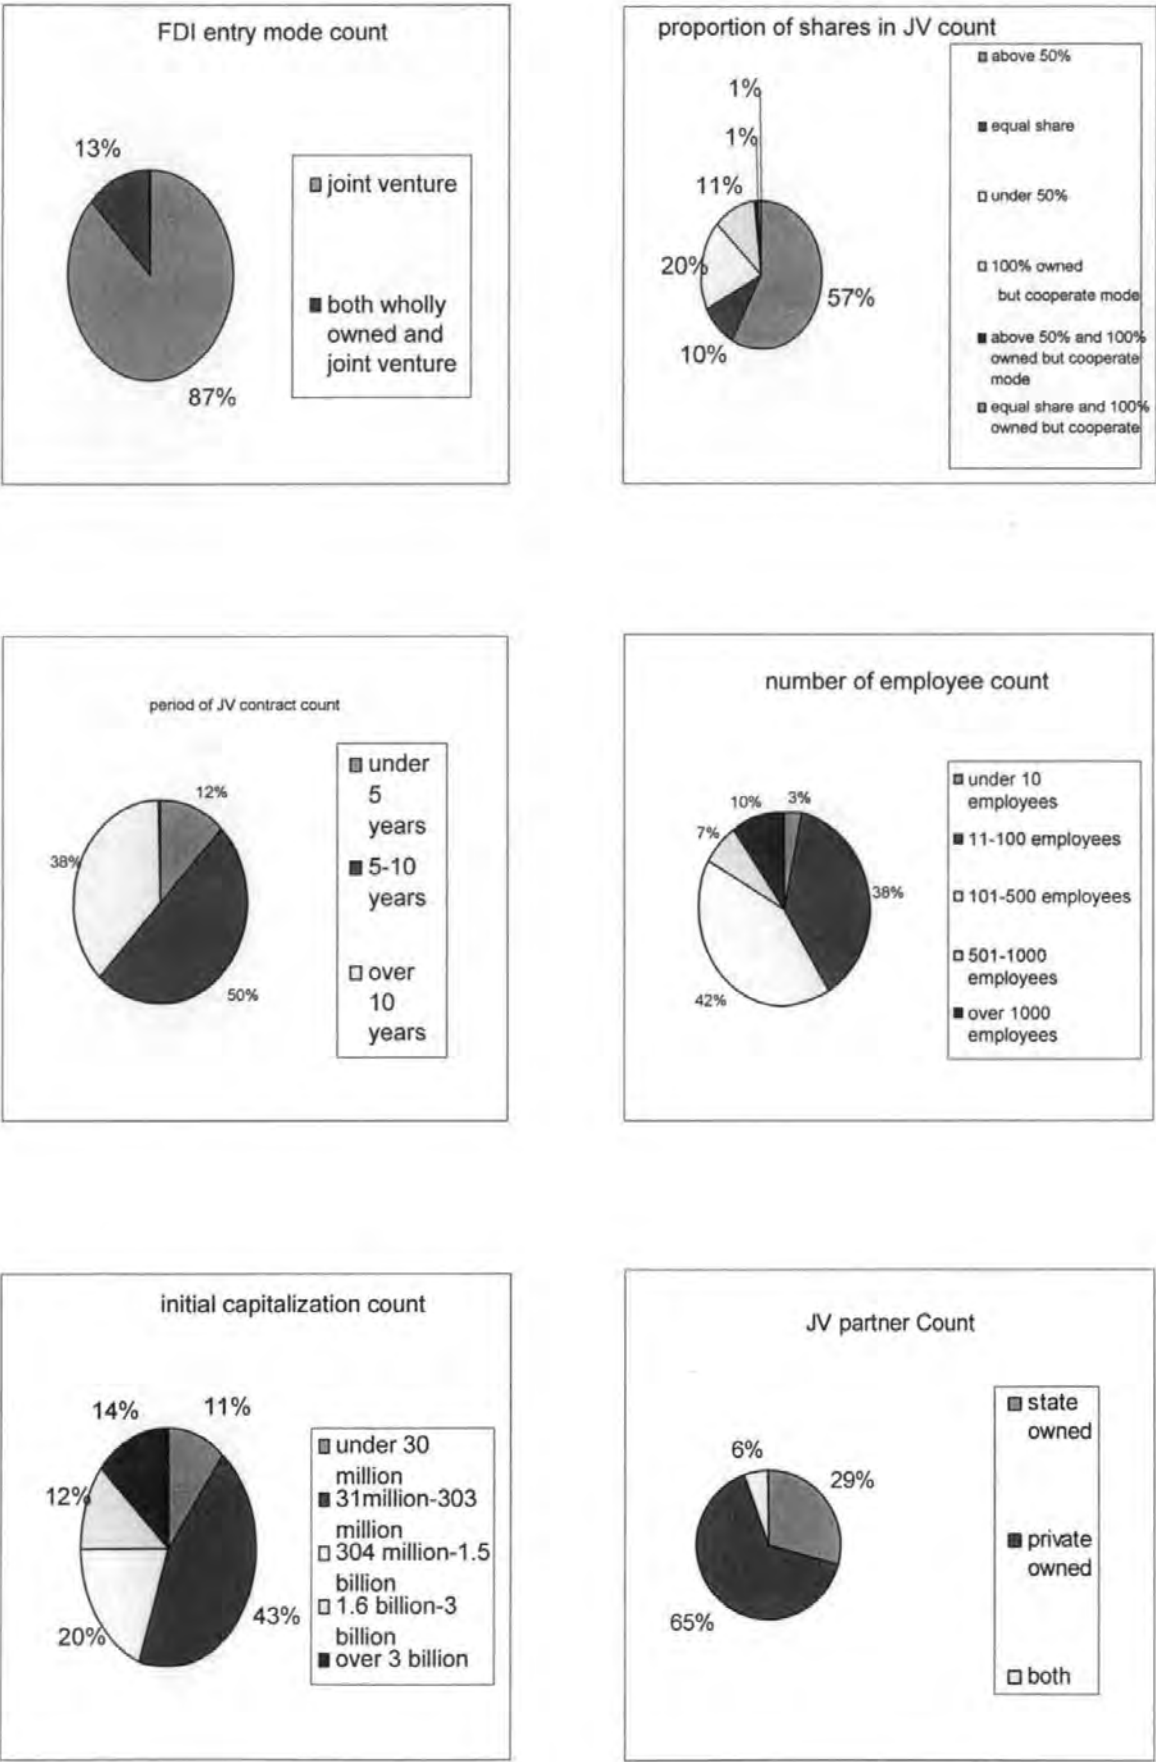 FDI entry mode count
13%
87%
joint venture
both wholly
owned and
joint venture
proportion of shares in JV count
1%
1%
11%
20%
10%
57%
above 50%
equal share
under 50%
100% owned
but cooperate mode
above 50% and 100%
owned but cooperate
mode
equal share and 100%
owned but cooperate
period of JV contract count
12%
38%
50%
under
5
years
5-10
years
over
10
years
number of employee count
10%
3%
7%
38%
42%
under 10
employees
11-100 employees
101-500 employees
501-1000
employees
over 1000
employees
initial capitalization count
14%
11%
12%
43%
20%
under 30
million
31million-303
million
304 million-1.5
billion
1.6 billion-3
billion
over 3 billion
JV partner Count
6%
29%
65%
state
owned
private
owned
both